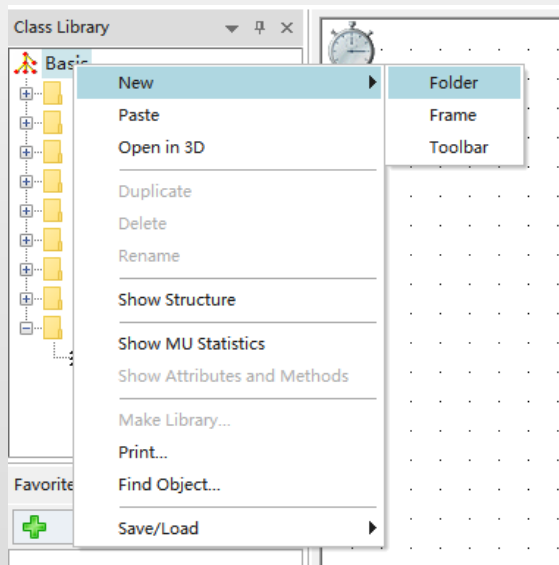 Class Library
Basic
New
Folder
Paste
Frame
Open in 3D
Toolbar
Duplicate
Delete
Rename
Show Structure
Show MU Statistics
Show Attributes and Methods
Make Library...
Print...
Find Object...
Favorite
Save/Load